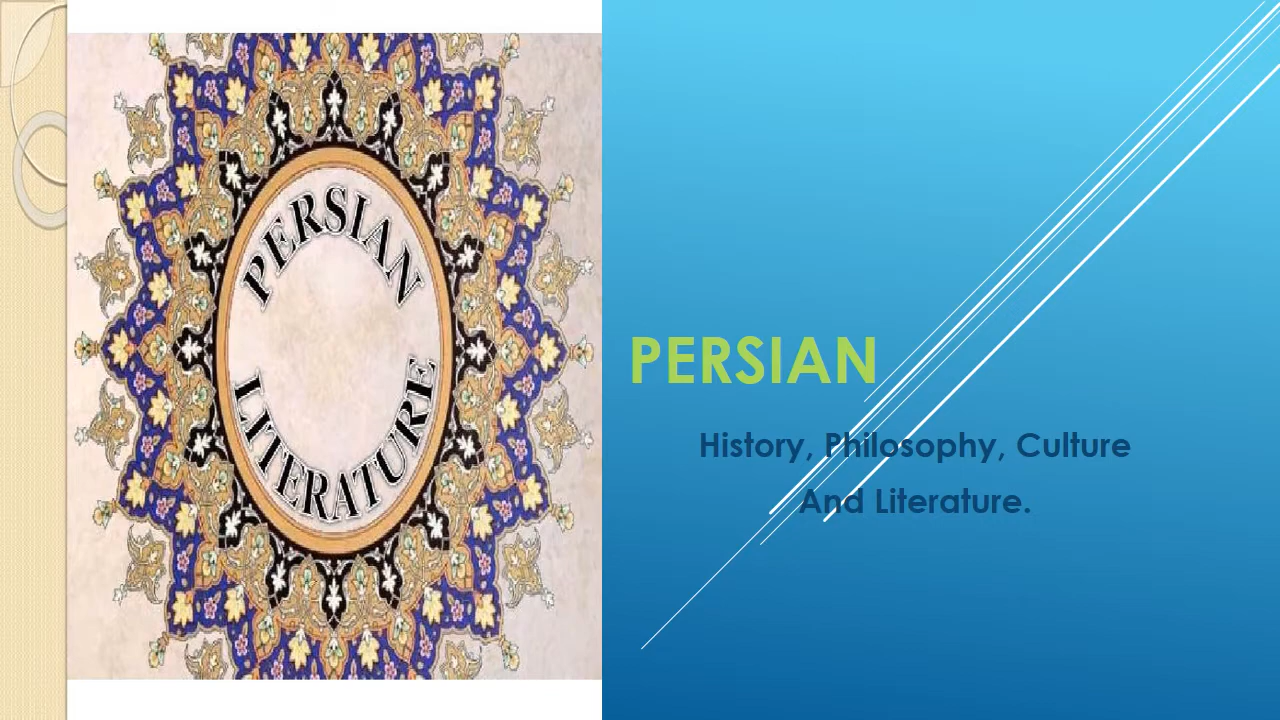 PERSIAN
LITERATURE
PERSIAN
History, Philosophy, Culture
And Literature.